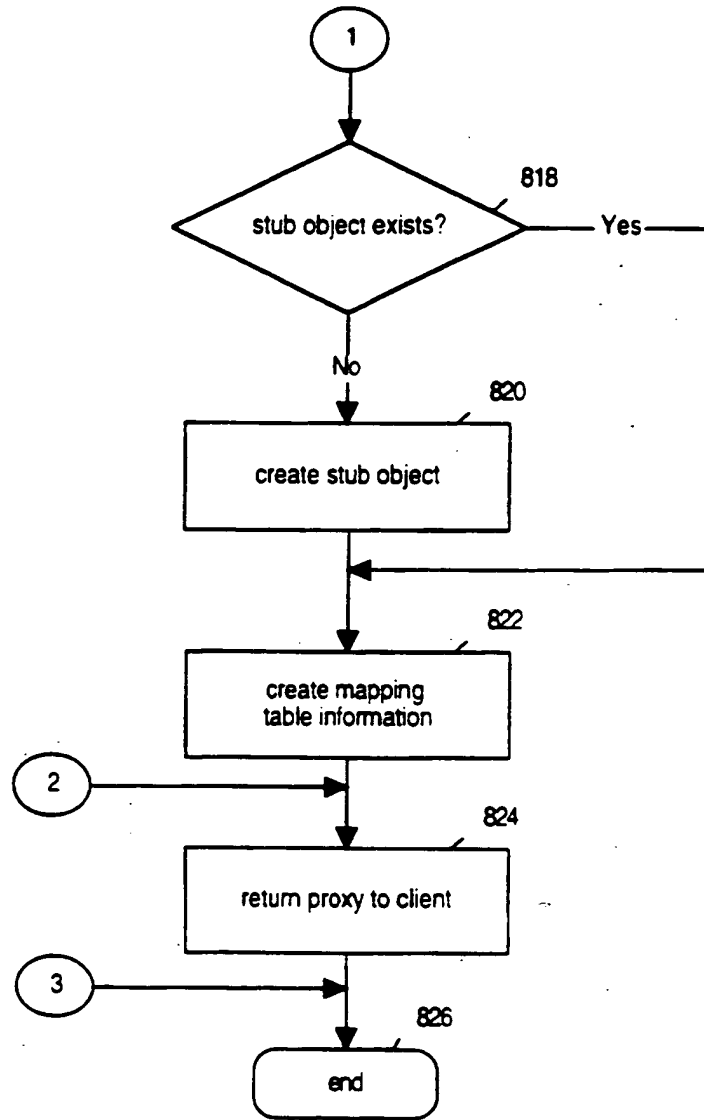 1
818
stub object exists?
Yes
No
820
create stub object
822
create mapping
table information
2
824
return proxy to client
3
826
end